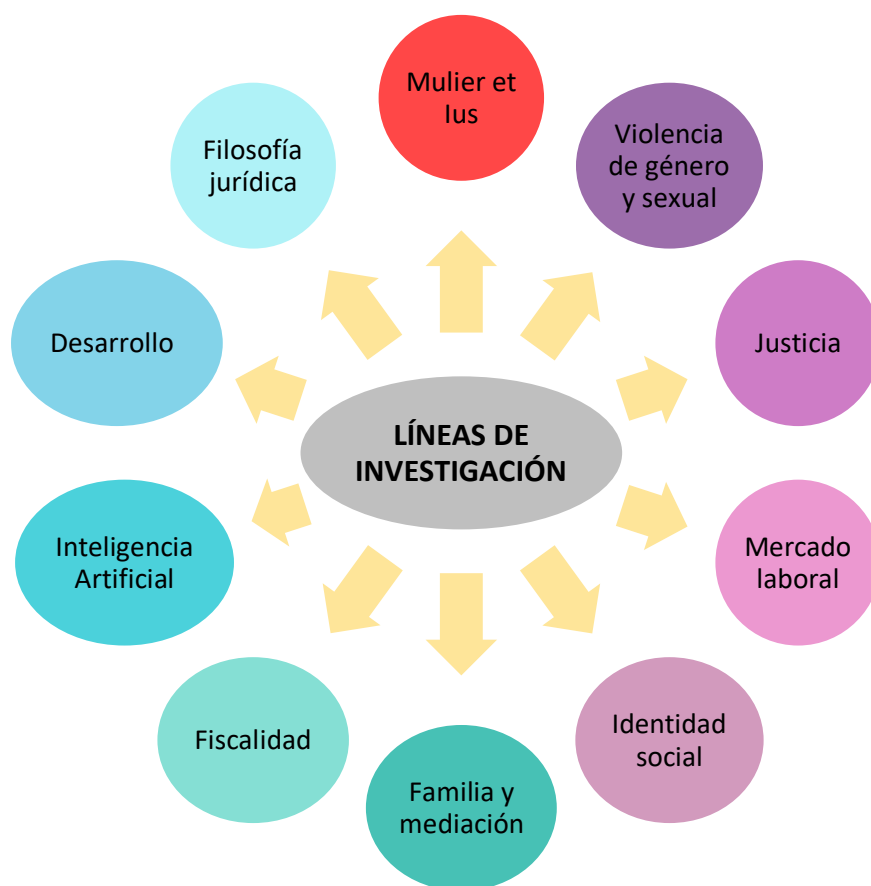 Mulier et
Ius
Violencia
de género
y sexual
Justicia
Mercado
laboral
Identidad
social
Familia y
mediación
Fiscalidad
Inteligencia
Artificial
Desarrollo
Filosofía
jurídica
LÍNEAS DE
INVESTIGACIÓN